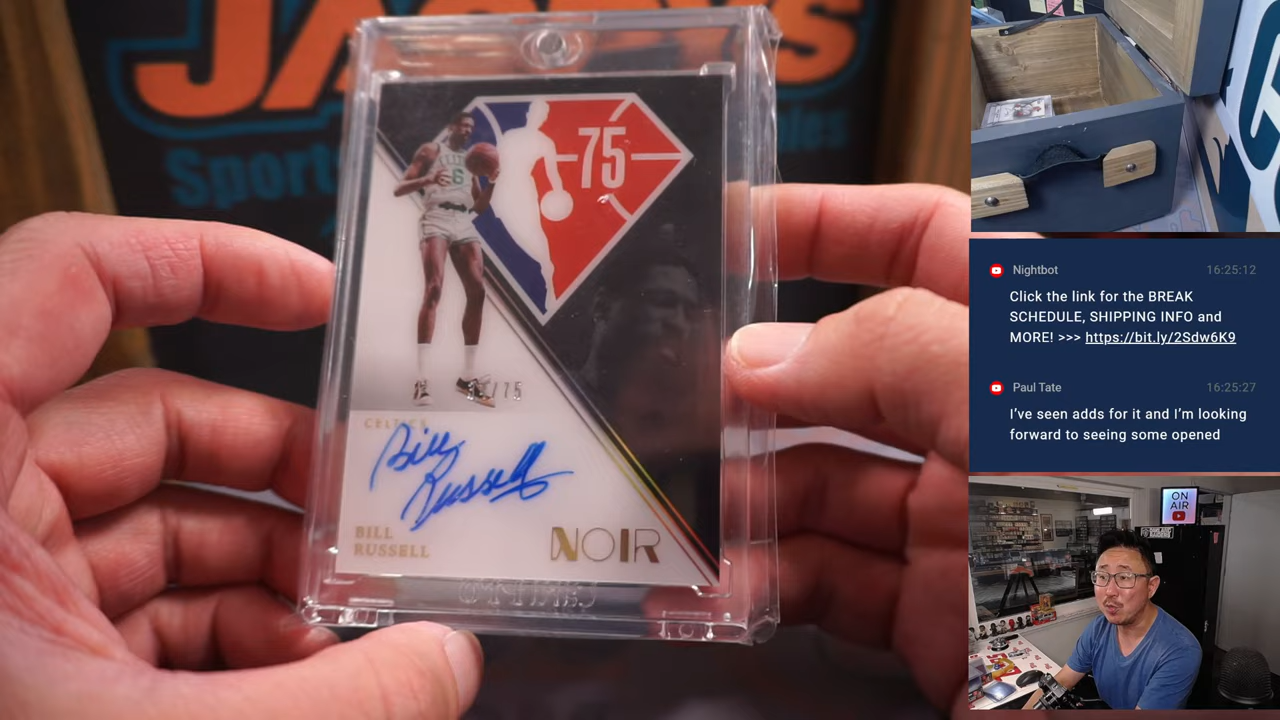 75
CELTICS
Bill
Russell
BILL
RUSSELL
NOIR
Sports
Nightbot 16:25:12
Click the link for the BREAK
SCHEDULE, SHIPPING INFO and
MORE! >>> https://bit.ly/2Sdw6K9
Paul Tate 16:25:27
I've seen adds for it and I'm looking
forward to seeing some opened
ON
AIR